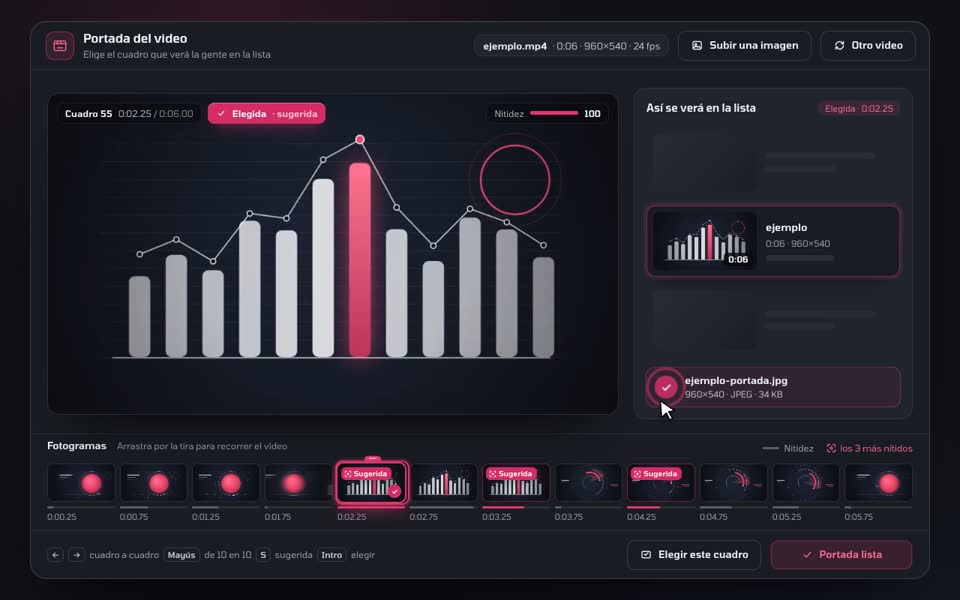 Portada del video
Elige el cuadro que verá la gente en la lista
ejemplo.mp4 · 0:06 · 960×540 · 24 fps
Subir una imagen
Otro video
Cuadro 55 0:02.25 / 0:06.00
Elegida · sugerida
Nitidez 100
Así se verá en la lista
Elegida · 0:02.25
0:06
ejemplo
0:06 · 960×540
ejemplo-portada.jpg
960×540 · JPEG · 34 KB
Fotogramas Arrastra por la tira para recorrer el video
Nitidez los 3 más nítidos
Sugerida Sugerida Sugerida
0:00.25 0:00.75 0:01.25 0:01.75 0:02.25 0:02.75 0:03.25 0:03.75 0:04.25 0:04.75 0:05.25 0:05.75
← → cuadro a cuadro Mayús de 10 en 10 S sugerida Intro elegir
Elegir este cuadro
Portada lista